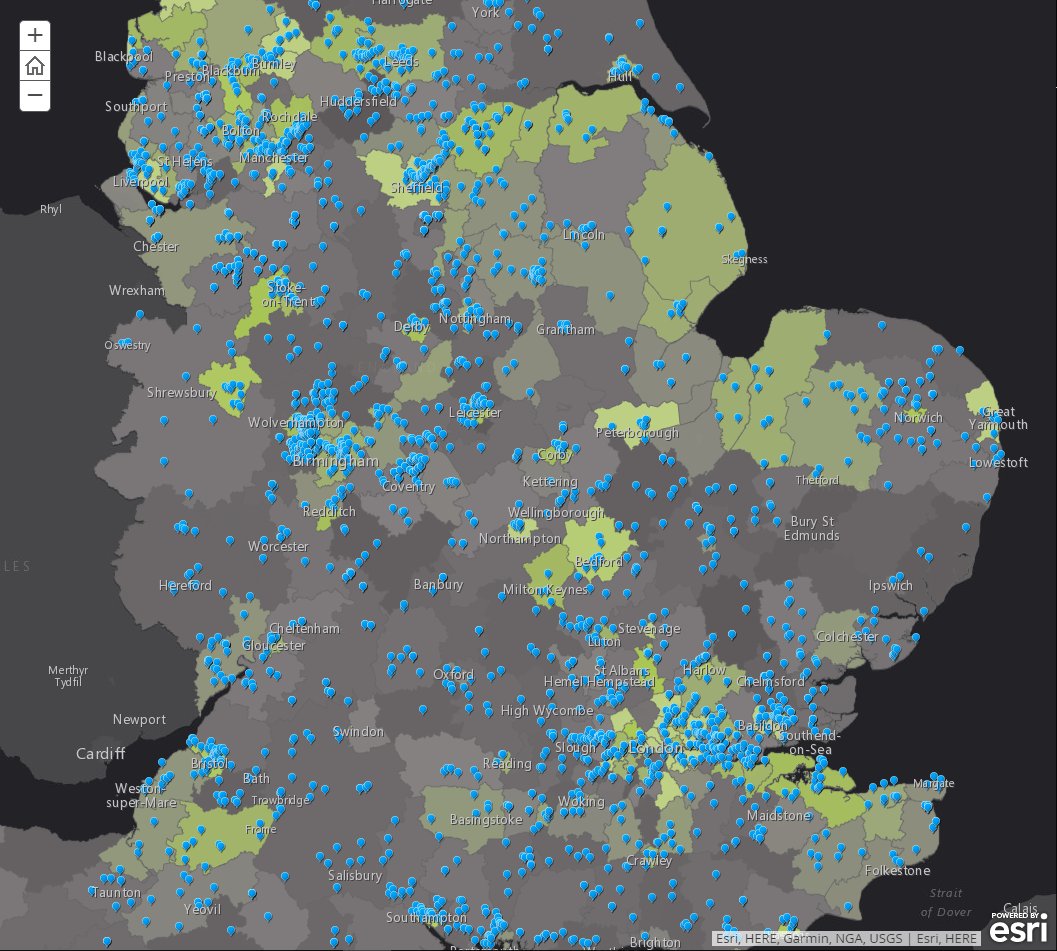 Harrogate
York
+
Blackpool
Leeds
Burnley
Blackburn
Preston
Hull
−
Southport
Huddersfield
Rochdale
Bolton
Manchester
St Helens
Liverpool
Sheffield
Rhyl
Lincoln
Chester
Skegness
Wrexham
Stoke-
on-Trent
Nottingham
Derby
Grantham
Oswestry
Shrewsbury
Leicester
Great
Yarmouth
Norwich
Wolverhampton
Peterborough
Corby
Birmingham
Lowestoft
Thetford
Kettering
Coventry
Redditch
Wellingborough
Bury St
Edmunds
Northampton
Worcester
LES
Bedford
Banbury
Hereford
Ipswich
Milton Keynes
Cheltenham
Stevenage
Colchester
Luton
Gloucester
Merthyr
Tydfil
St Albans
Harlow
Oxford
Hemel Hempstead
Chelmsford
High Wycombe
Newport
Basildon
Swindon
Southend-
on-Sea
Cardiff
Slough
London
Reading
Bristol
Bath
Margate
Weston-
super-Mare
Trowbridge
Woking
Maidstone
Basingstoke
Frome
Crawley
Folkestone
Salisbury
Taunton
Strait
of Dover
Yeovil
Calais
Southampton
POWERED BY
esri
Brighton
Esri, HERE, Garmin, NGA, USGS | Esri, HERE